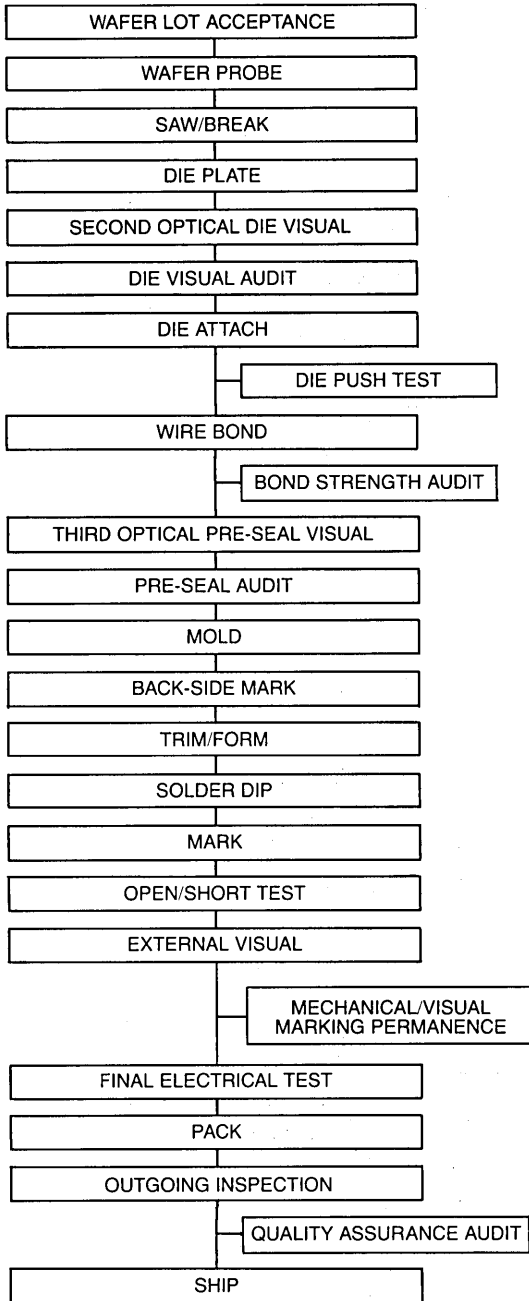 WAFER LOT ACCEPTANCE
WAFER PROBE
SAW/BREAK
DIE PLATE
SECOND OPTICAL DIE VISUAL
DIE VISUAL AUDIT
DIE ATTACH
DIE PUSH TEST
WIRE BOND
BOND STRENGTH AUDIT
THIRD OPTICAL PRE-SEAL VISUAL
PRE-SEAL AUDIT
MOLD
BACK-SIDE MARK
TRIM/FORM
SOLDER DIP
MARK
OPEN/SHORT TEST
EXTERNAL VISUAL
MECHANICAL/VISUAL
MARKING PERMANENCE
FINAL ELECTRICAL TEST
PACK
OUTGOING INSPECTION
QUALITY ASSURANCE AUDIT
SHIP